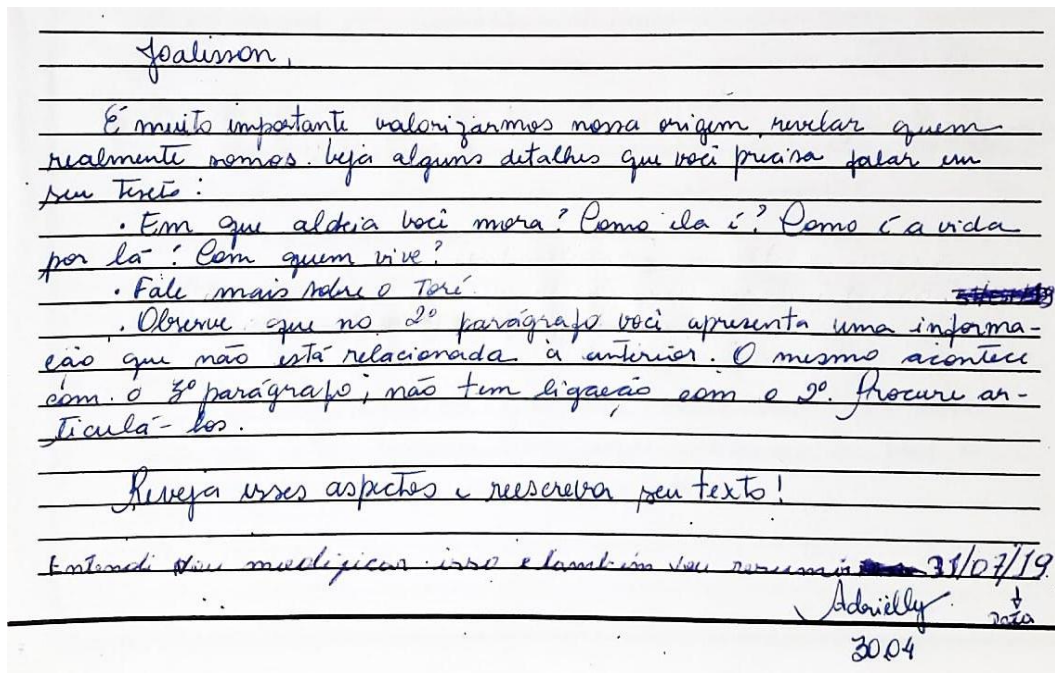 Joalisson,
É muito importante valorizarmos nossa origem, revelar quem
realmente somos. Veja alguns detalhes que você precisa falar em
seu texto:
· Em que aldeia você mora? Como ela é? Como é a vida
por lá? Com quem vive?
· Fale mais sobre o Toré.
· Observe que no 2º parágrafo você apresenta uma informa-
ção que não está relacionada à anterior. O mesmo acontece
com o 3º parágrafo; não tem ligação com o 2º. Procure ar-
ticulá-los.
Reveja esses aspectos e reescreva seu texto!
Entendi vou modificar isso e também vou resumir 31/07/19
Adrielly ↓
Data
30.04